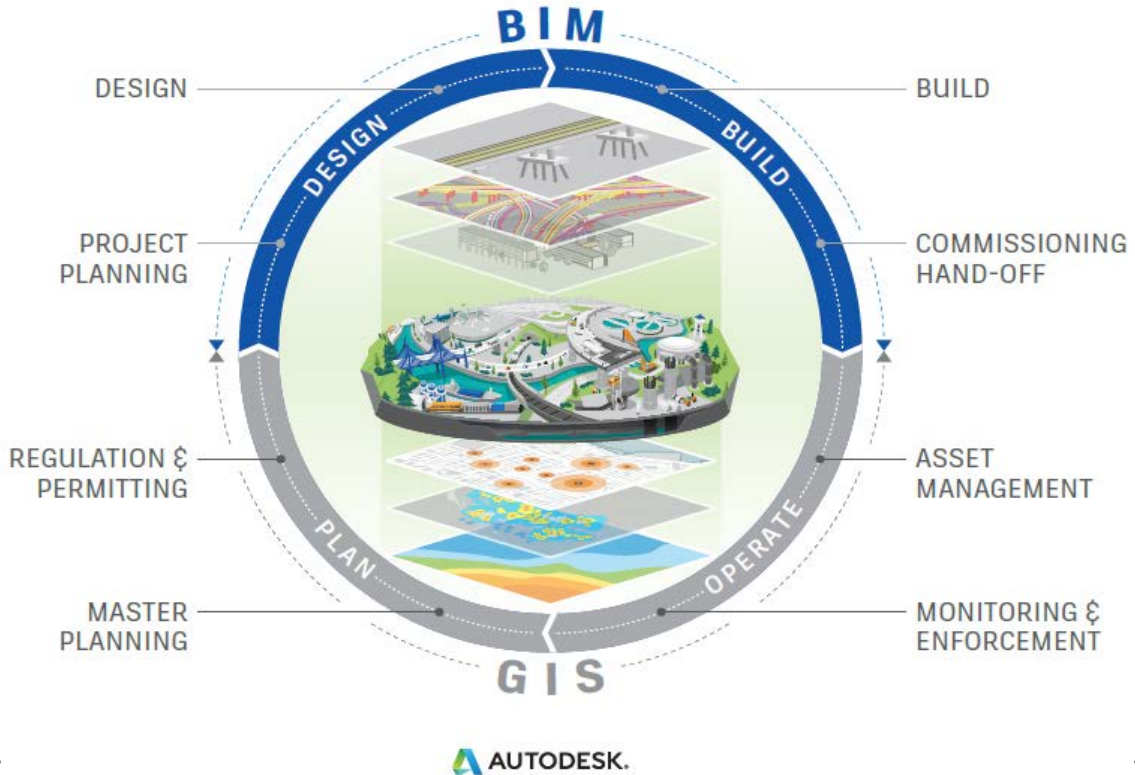 BIM
DESIGN
BUILD
DESIGN
BUILD
PROJECT
PLANNING
COMMISSIONING
HAND-OFF
REGULATION &
PERMITTING
ASSET
MANAGEMENT
PLAN
OPERATE
MASTER
PLANNING
MONITORING &
ENFORCEMENT
GIS
AUTODESK.